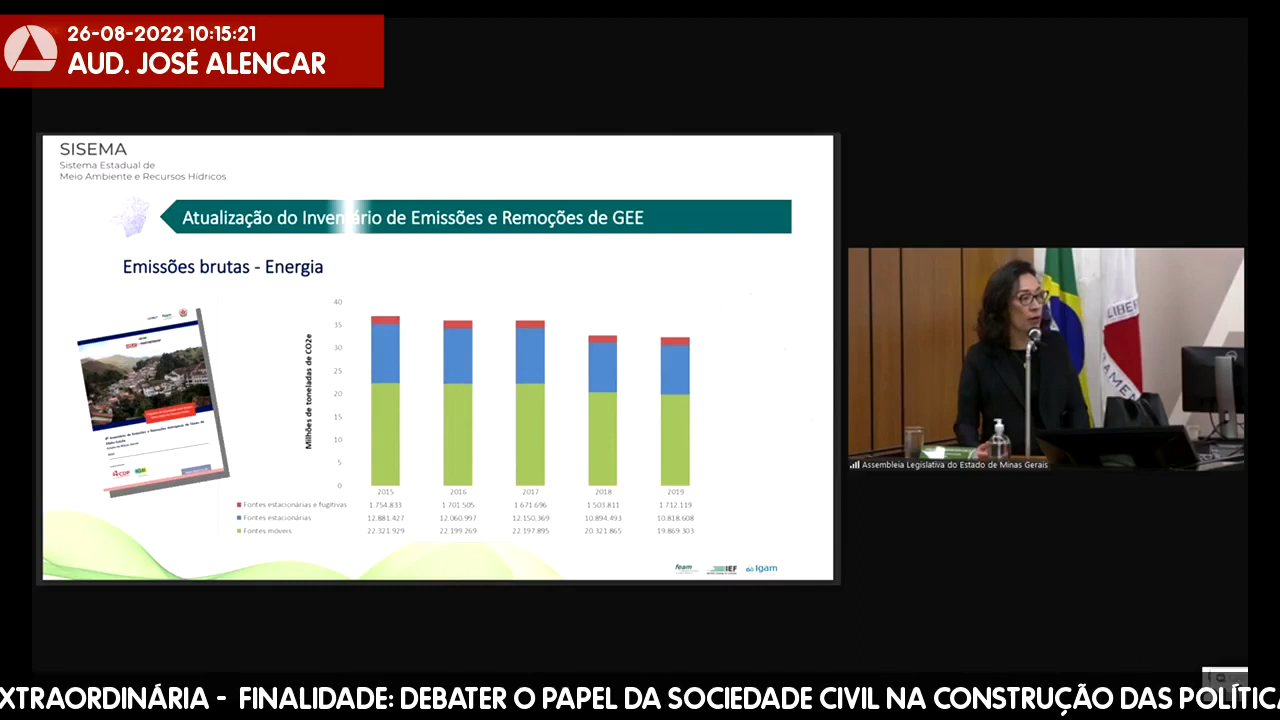 26-08-2022 10:15:21
AUD. JOSÉ ALENCAR
SISEMA
Sistema Estadual de
Meio Ambiente e Recursos Hídricos
Atualização do Inventário de Emissões e Remoções de GEE
Emissões brutas - Energia
Milhões de toneladas de CO2e
40
35
30
25
20
15
10
5
0
2015 2016 2017 2018 2019
Fontes estacionárias e fugitivas 1.754.833 1.701.505 1.671.696 1.503.811 1.712.119
Fontes estacionárias 12.881.427 12.060.997 12.150.369 10.894.493 10.818.608
Fontes móveis 22.321.929 22.199.269 22.197.895 20.321.865 19.869.303
CDP
feam
IEF
Igam
LIBER
AMEN
Assembleia Legislativa do Estado de Minas Gerais
XTRAORDINÁRIA - FINALIDADE: DEBATER O PAPEL DA SOCIEDADE CIVIL NA CONSTRUÇÃO DAS POLÍTIC